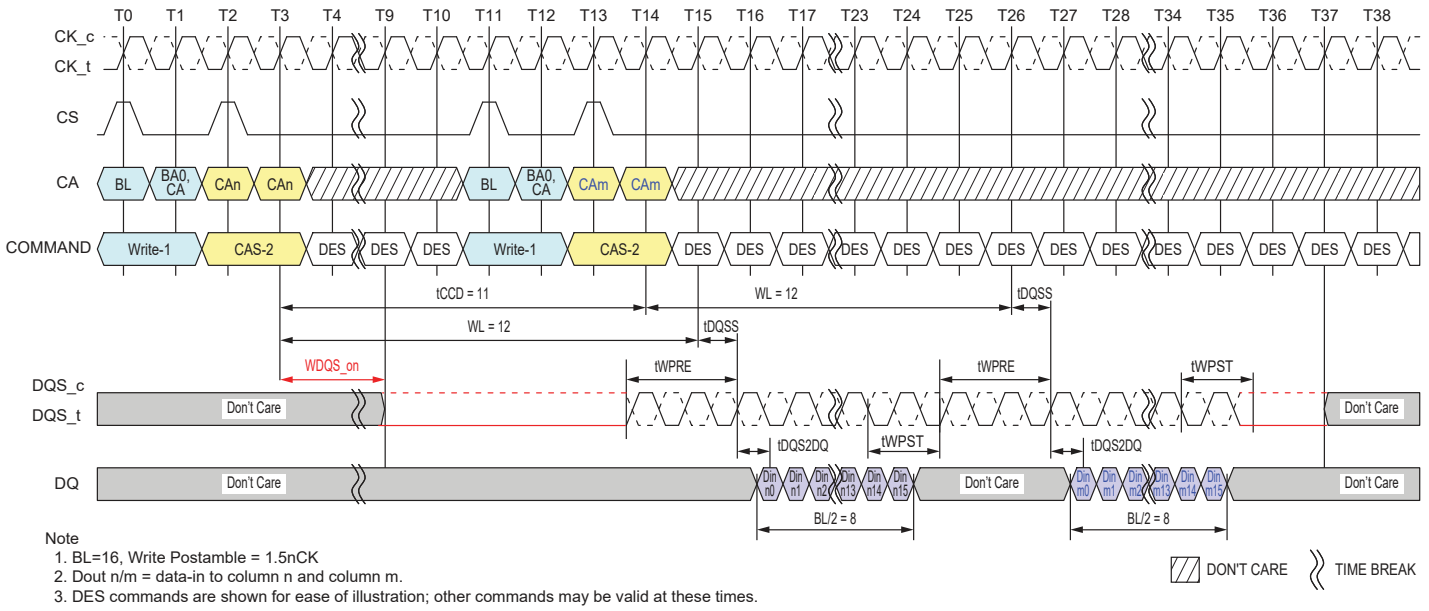 T0 T1 T2 T3 T4 T9 T10 T11 T12 T13 T14 T15 T16 T17 T23 T24 T25 T26 T27 T28 T34 T35 T36 T37 T38
CK_c
CK_t
CS
CA BL BA0, CA CAn CAn BL BA0, CA CAm CAm
COMMAND Write-1 CAS-2 DES DES DES Write-1 CAS-2 DES DES DES DES DES DES DES DES DES DES DES DES DES DES
tCCD = 11 WL = 12 tDQSS
WL = 12 tDQSS
WDQS_on tWPRE tWPRE tWPST
DQS_c
DQS_t Don't Care Don't Care
tDQS2DQ tWPST tDQS2DQ
DQ Don't Care Din n0 Din n1 Din n2 Din n13 Din n14 Din n15 Don't Care Din m0 Din m1 Din m2 Din m13 Din m14 Din m15 Don't Care
BL/2 = 8 BL/2 = 8
Note
1. BL=16, Write Postamble = 1.5nCK
2. Dout n/m = data-in to column n and column m.
3. DES commands are shown for ease of illustration; other commands may be valid at these times.
DON'T CARE TIME BREAK